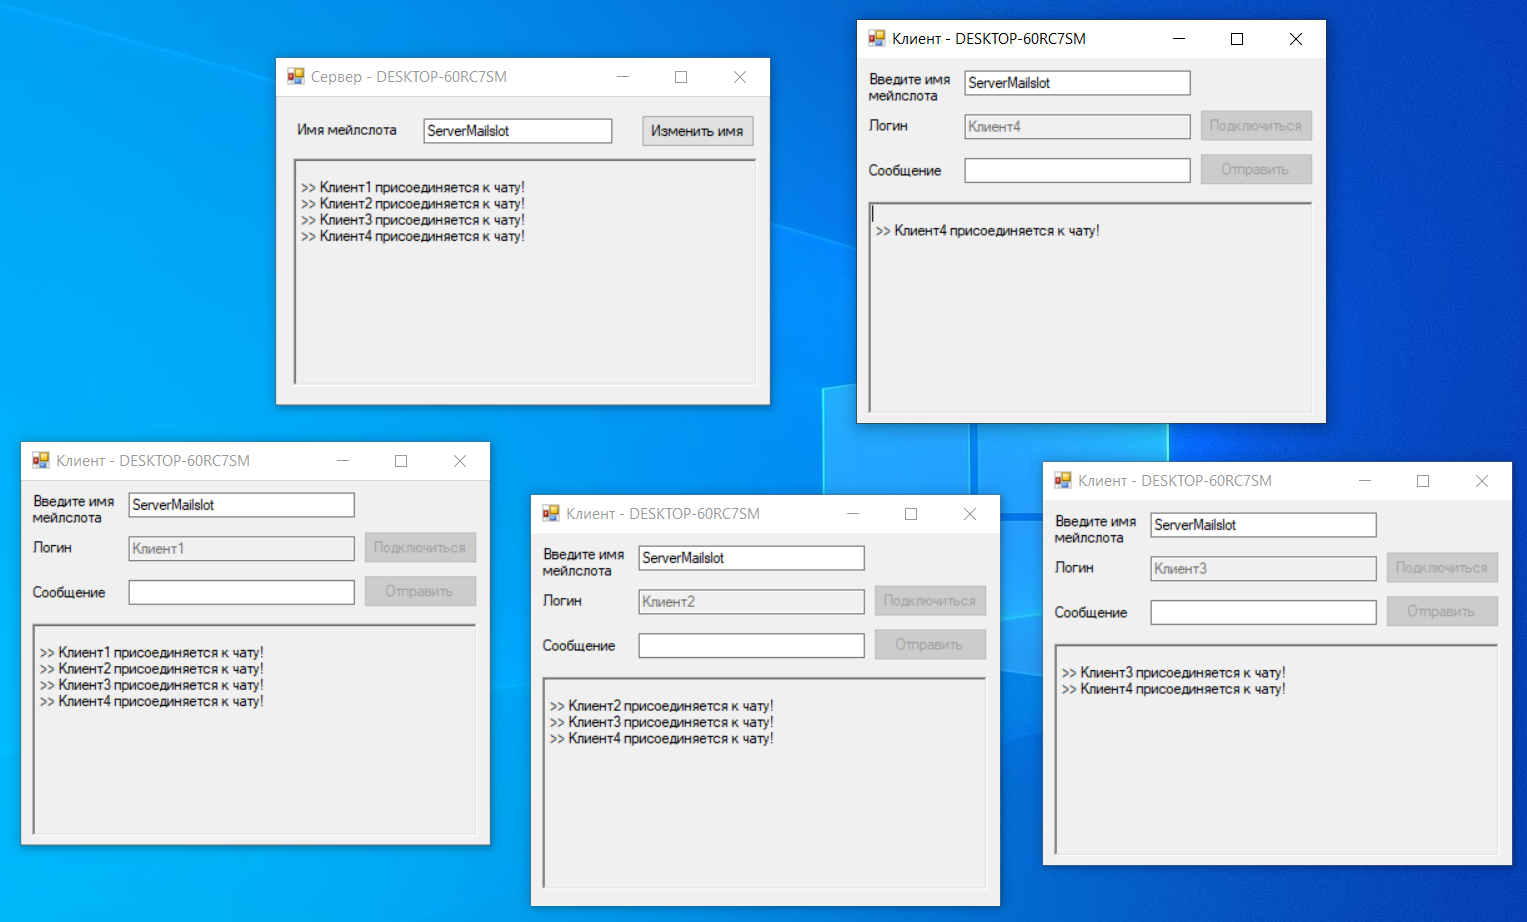 Сервер - DESKTOP-60RC7SM
Имя мейлслота
ServerMailslot
Изменить имя
>> Клиент1 присоединяется к чату!
>> Клиент2 присоединяется к чату!
>> Клиент3 присоединяется к чату!
>> Клиент4 присоединяется к чату!
Клиент - DESKTOP-60RC7SM
Введите имя
мейлслота
ServerMailslot
Логин
Клиент4
Подключиться
Сообщение
Отправить
>> Клиент4 присоединяется к чату!
Клиент - DESKTOP-60RC7SM
Введите имя
мейлслота
ServerMailslot
Логин
Клиент1
Подключиться
Сообщение
Отправить
>> Клиент1 присоединяется к чату!
>> Клиент2 присоединяется к чату!
>> Клиент3 присоединяется к чату!
>> Клиент4 присоединяется к чату!
Клиент - DESKTOP-60RC7SM
Введите имя
мейлслота
ServerMailslot
Логин
Клиент2
Подключиться
Сообщение
Отправить
>> Клиент2 присоединяется к чату!
>> Клиент3 присоединяется к чату!
>> Клиент4 присоединяется к чату!
Клиент - DESKTOP-60RC7SM
Введите имя
мейлслота
ServerMailslot
Логин
Клиент3
Подключиться
Сообщение
Отправить
>> Клиент3 присоединяется к чату!
>> Клиент4 присоединяется к чату!